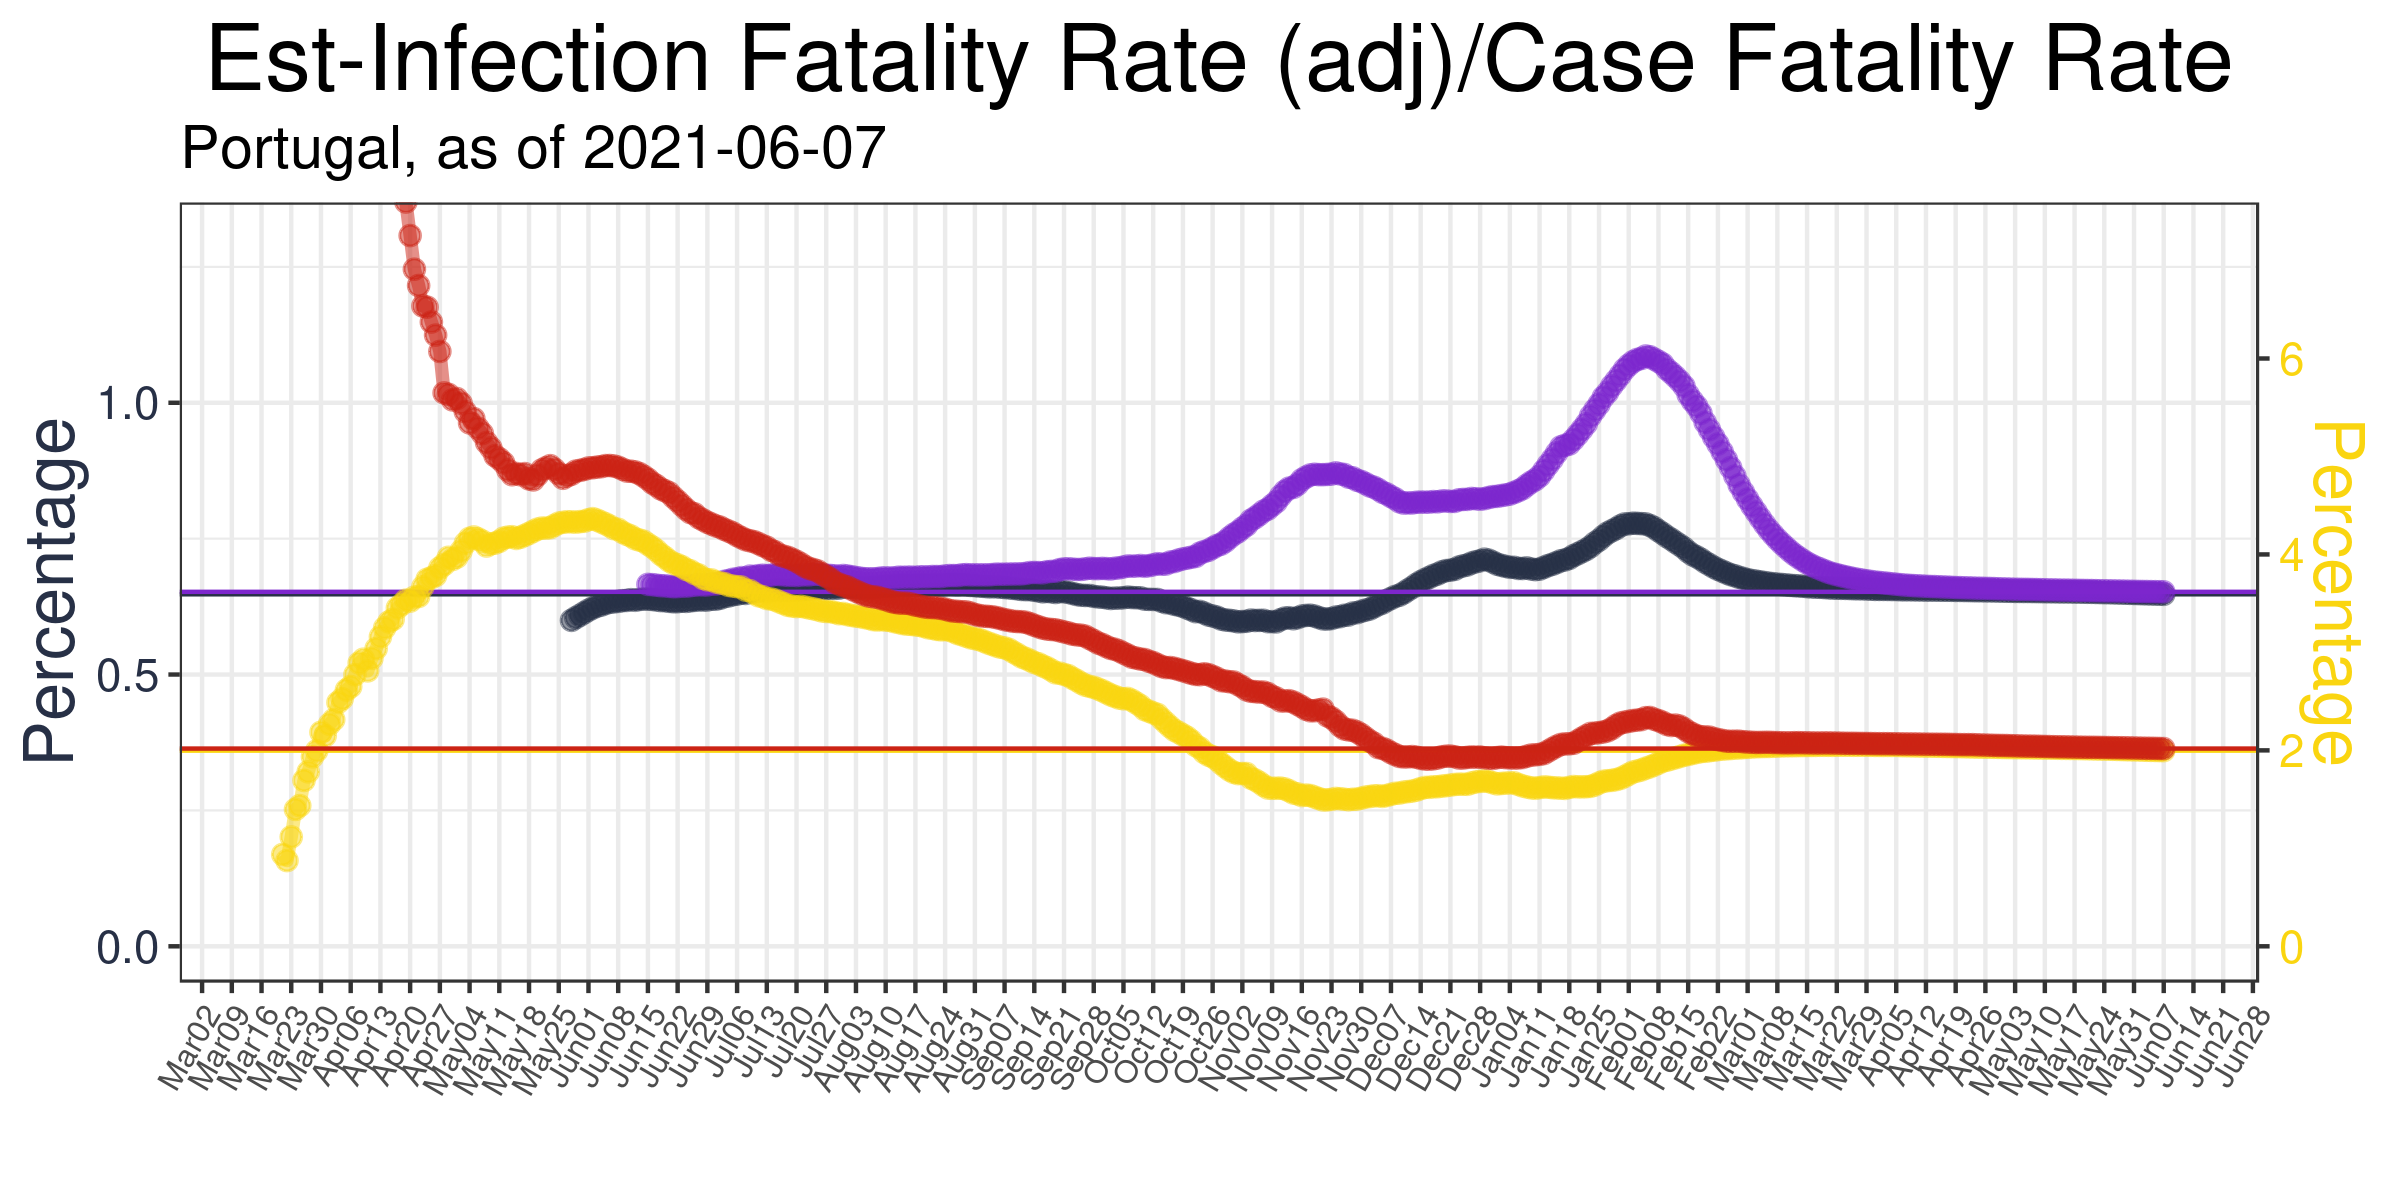 Est-Infection Fatality Rate (adj)/Case Fatality Rate
Portugal, as of 2021-06-07
Percentage
1.0
0.5
0.0
6
4
2
0
Percentage
Mar02
Mar09
Mar16
Mar23
Mar30
Apr06
Apr13
Apr20
Apr27
May04
May11
May18
May25
Jun01
Jun08
Jun15
Jun22
Jun29
Jul06
Jul13
Jul20
Jul27
Aug03
Aug10
Aug17
Aug24
Aug31
Sep07
Sep14
Sep21
Sep28
Oct05
Oct12
Oct19
Oct26
Nov02
Nov09
Nov16
Nov23
Nov30
Dec07
Dec14
Dec21
Dec28
Jan04
Jan11
Jan18
Jan25
Feb01
Feb08
Feb15
Feb22
Mar01
Mar08
Mar15
Mar22
Mar29
Apr05
Apr12
Apr19
Apr26
May03
May10
May17
May24
May31
Jun07
Jun14
Jun21
Jun28